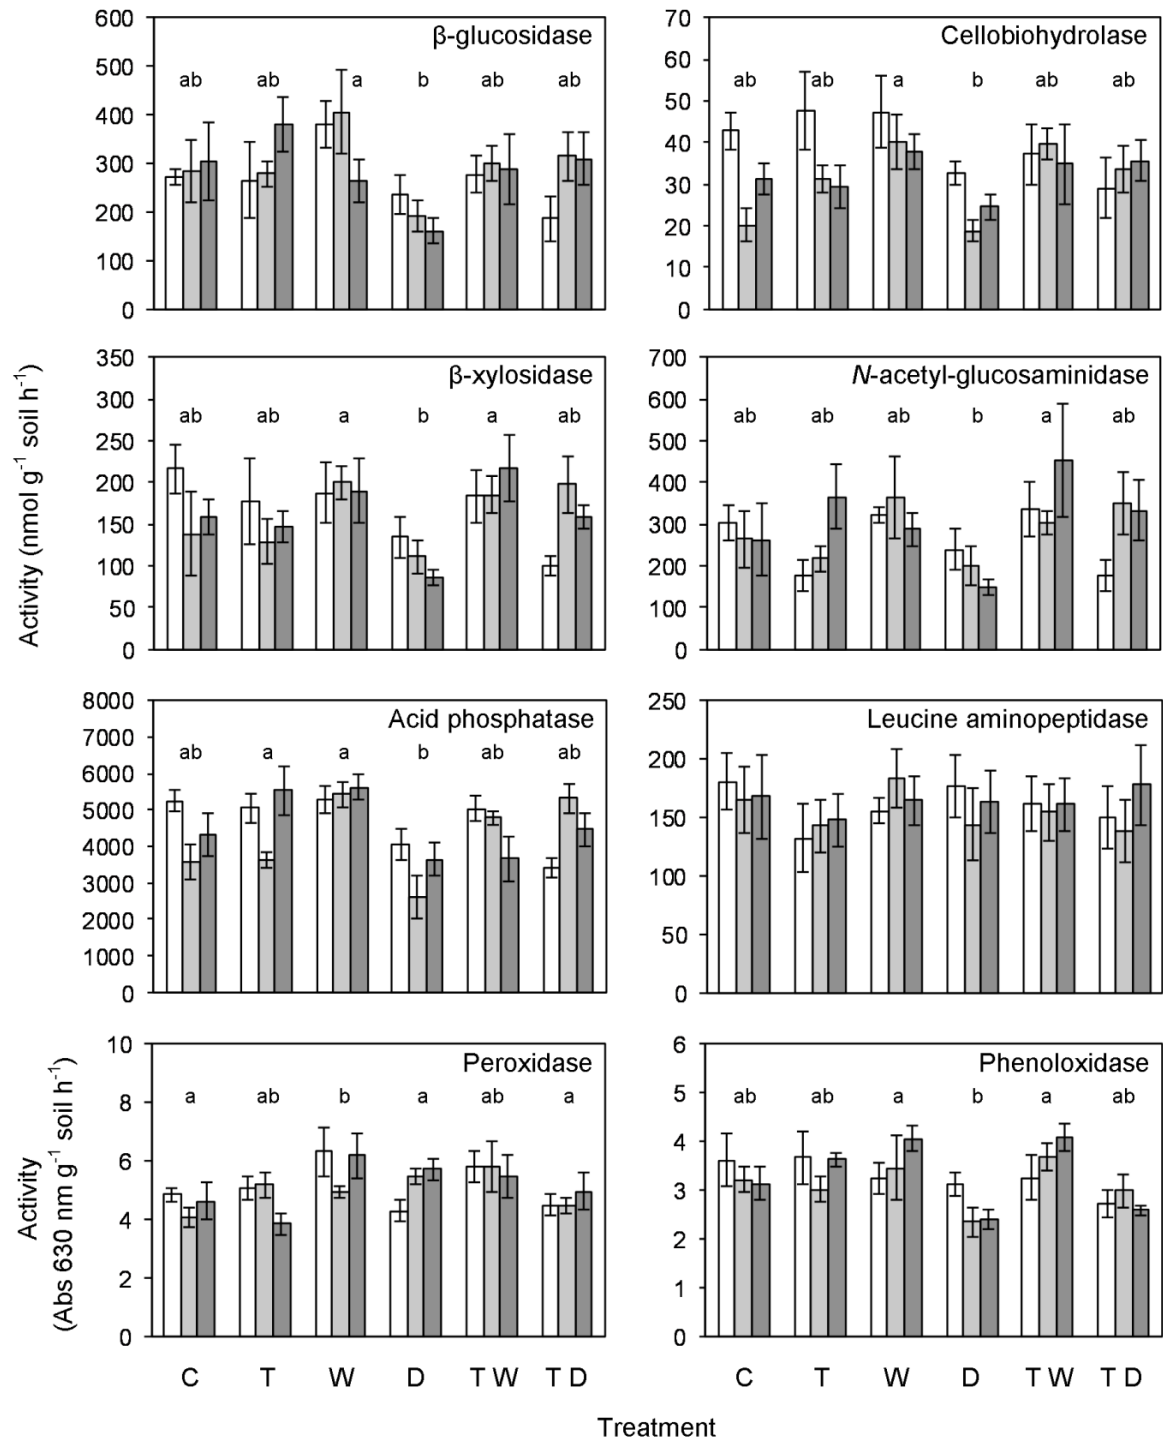 β-glucosidase
600
500
400
300
200
100
0
ab ab a b ab ab
Cellobiohydrolase
70
60
50
40
30
20
10
0
ab ab a b ab ab
Activity (nmol g⁻¹ soil h⁻¹)
β-xylosidase
350
300
250
200
150
100
50
0
ab ab a b a ab
N-acetyl-glucosaminidase
700
600
500
400
300
200
100
0
ab ab ab b a ab
Acid phosphatase
8000
7000
6000
5000
4000
3000
2000
1000
0
ab a a b ab ab
Leucine aminopeptidase
250
200
150
100
50
0
Activity
(Abs 630 nm g⁻¹ soil h⁻¹)
Peroxidase
10
8
6
4
2
0
a ab b a ab a
C T W D T W T D
Phenoloxidase
6
5
4
3
2
1
0
ab ab a b a ab
C T W D T W T D
Treatment